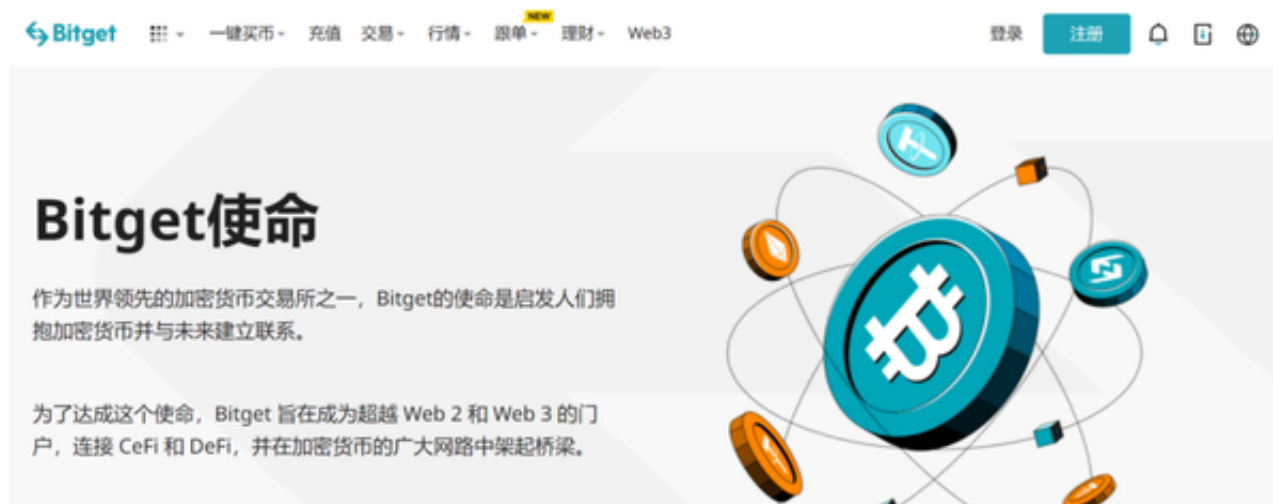 Bitget 一键买币 充值 交易 行情 跟单 NEW 理财 Web3 登录 注册
Bitget使命
作为世界领先的加密货币交易所之一，Bitget的使命是启发人们拥
抱加密货币并与未来建立联系。
为了达成这个使命，Bitget 旨在成为超越 Web 2 和 Web 3 的门
户，连接 CeFi 和 DeFi，并在加密货币的广大网路中架起桥梁。